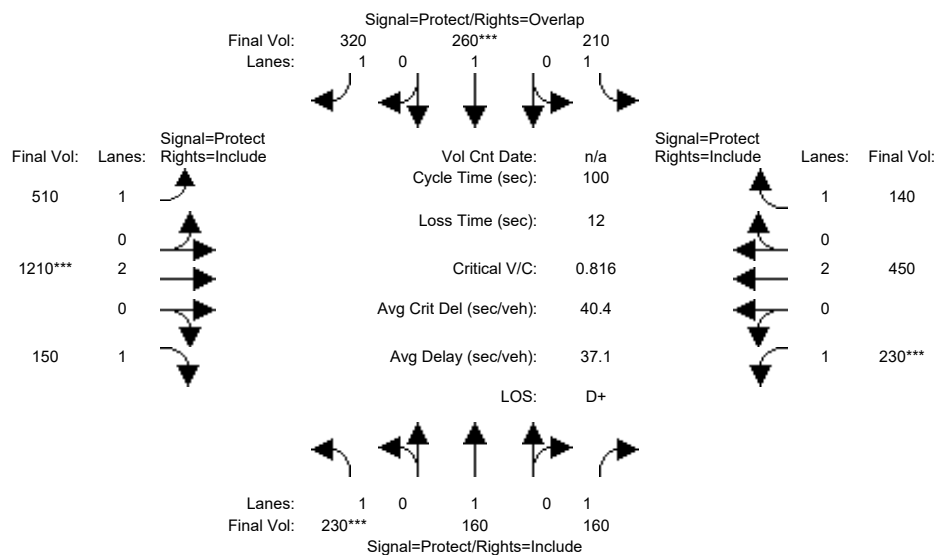 Signal=Protect/Rights=Overlap
Final Vol: 320 260*** 210
Lanes: 1 0 1 0 1
Signal=Protect Signal=Protect
Final Vol: Lanes: Rights=Include Vol Cnt Date: n/a Rights=Include Lanes: Final Vol:
Cycle Time (sec): 100
510 1 1 140
Loss Time (sec): 12
0 0
1210*** 2 Critical V/C: 0.816 2 450
0 Avg Crit Del (sec/veh): 40.4 0
150 1 Avg Delay (sec/veh): 37.1 1 230***
LOS: D+
Lanes: 1 0 1 0 1
Final Vol: 230*** 160 160
Signal=Protect/Rights=Include